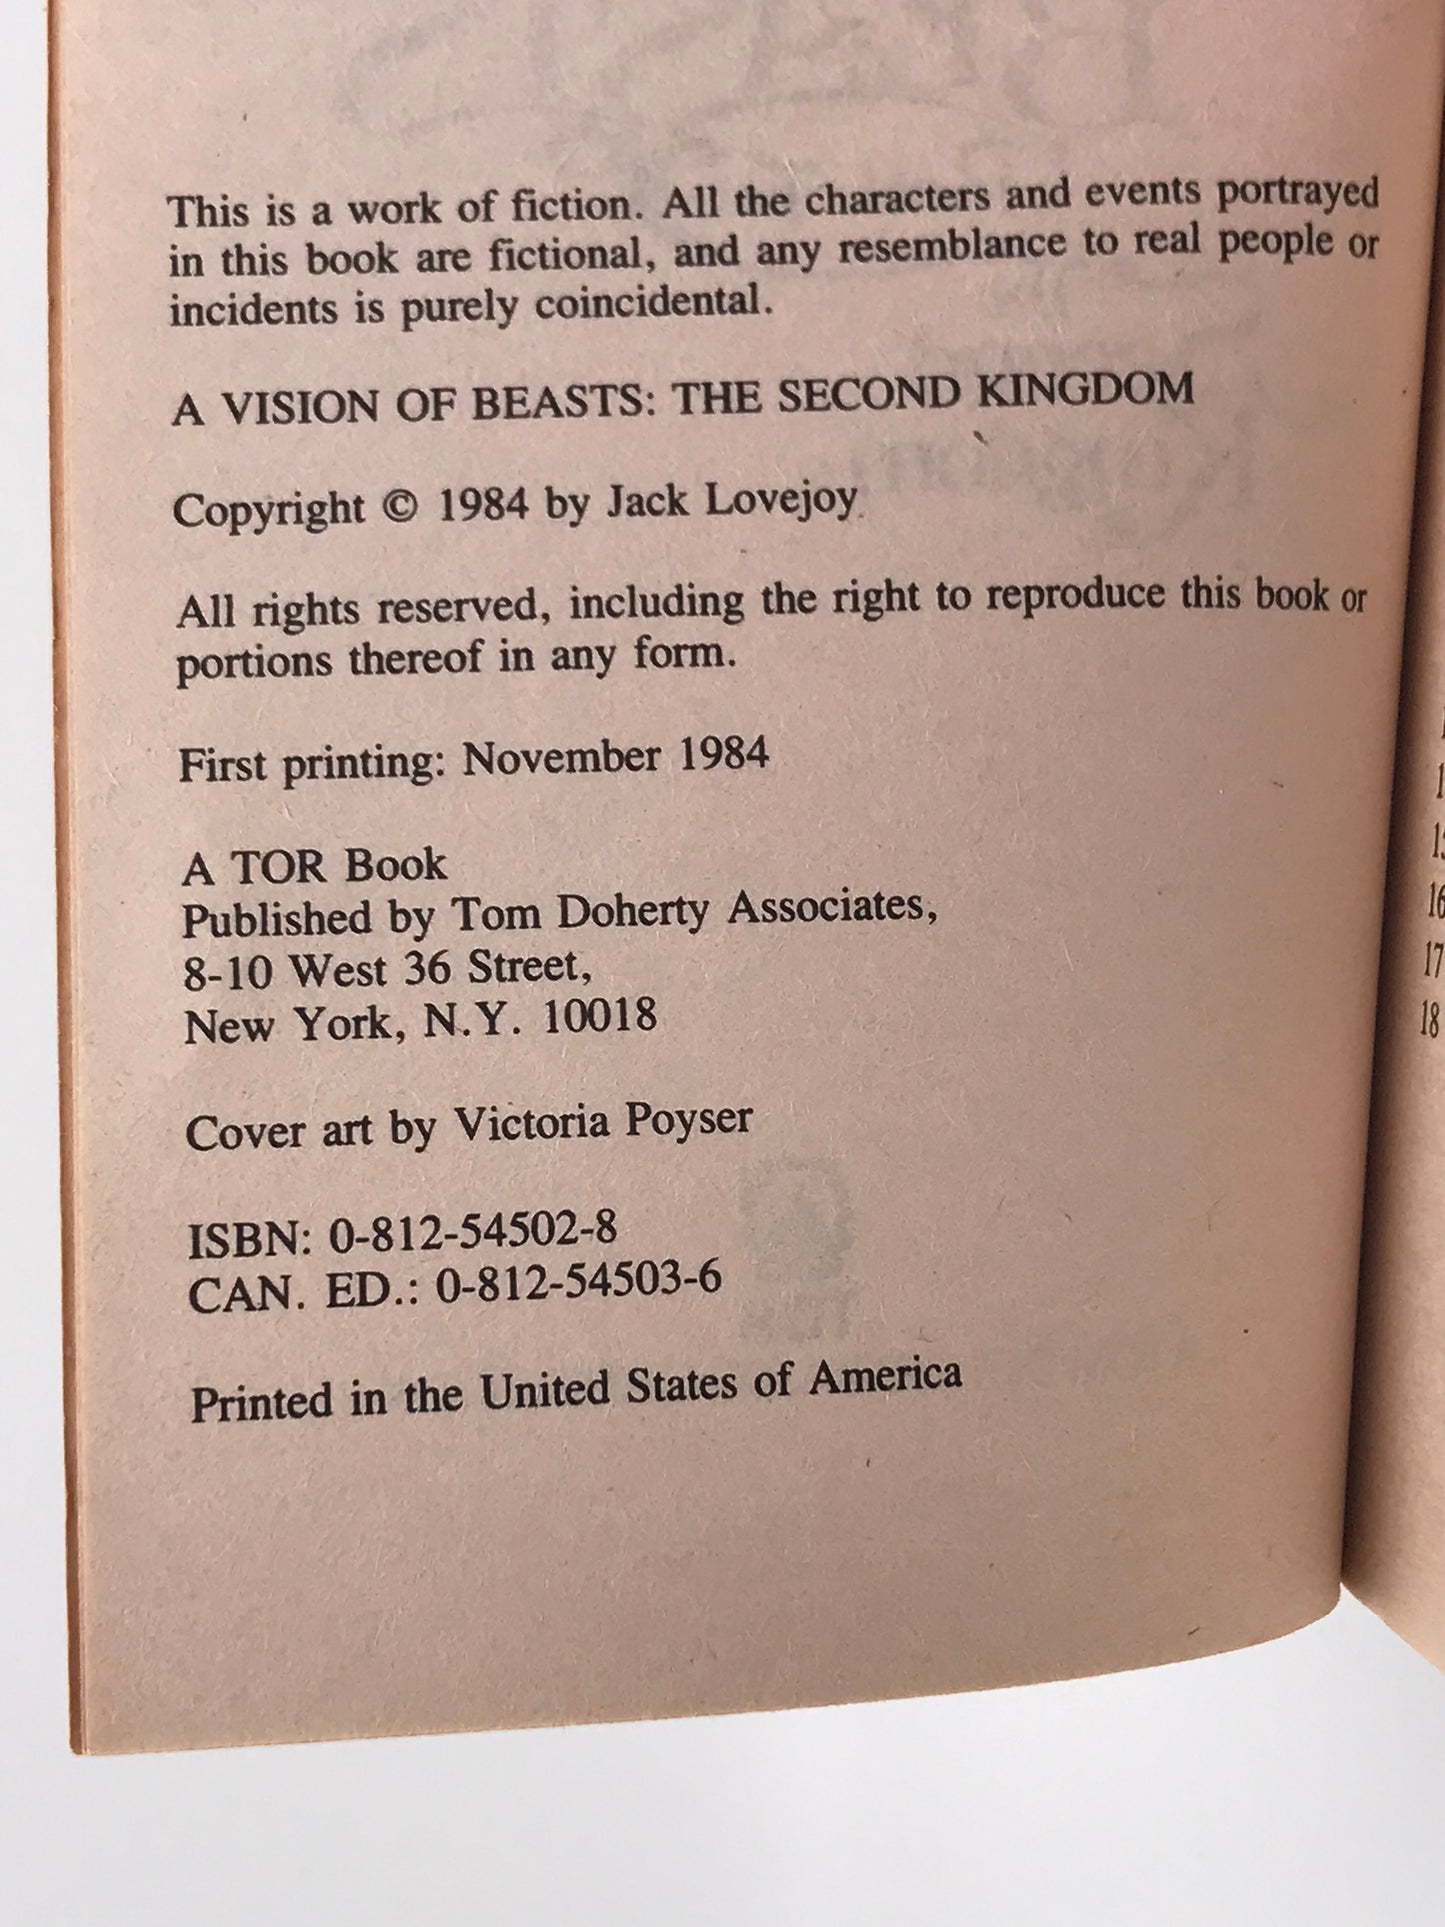 This is a work of fiction. All the characters and events portrayed
in this book are fictional, and any resemblance to real people or
incidents is purely coincidental.
A VISION OF BEASTS: THE SECOND KINGDOM
Copyright © 1984 by Jack Lovejoy
All rights reserved, including the right to reproduce this book or
portions thereof in any form.
First printing: November 1984
A TOR Book
Published by Tom Doherty Associates,
8-10 West 36 Street,
New York, N.Y. 10018
Cover art by Victoria Poyser
ISBN: 0-812-54502-8
CAN. ED.: 0-812-54503-6
Printed in the United States of America
16
17
18